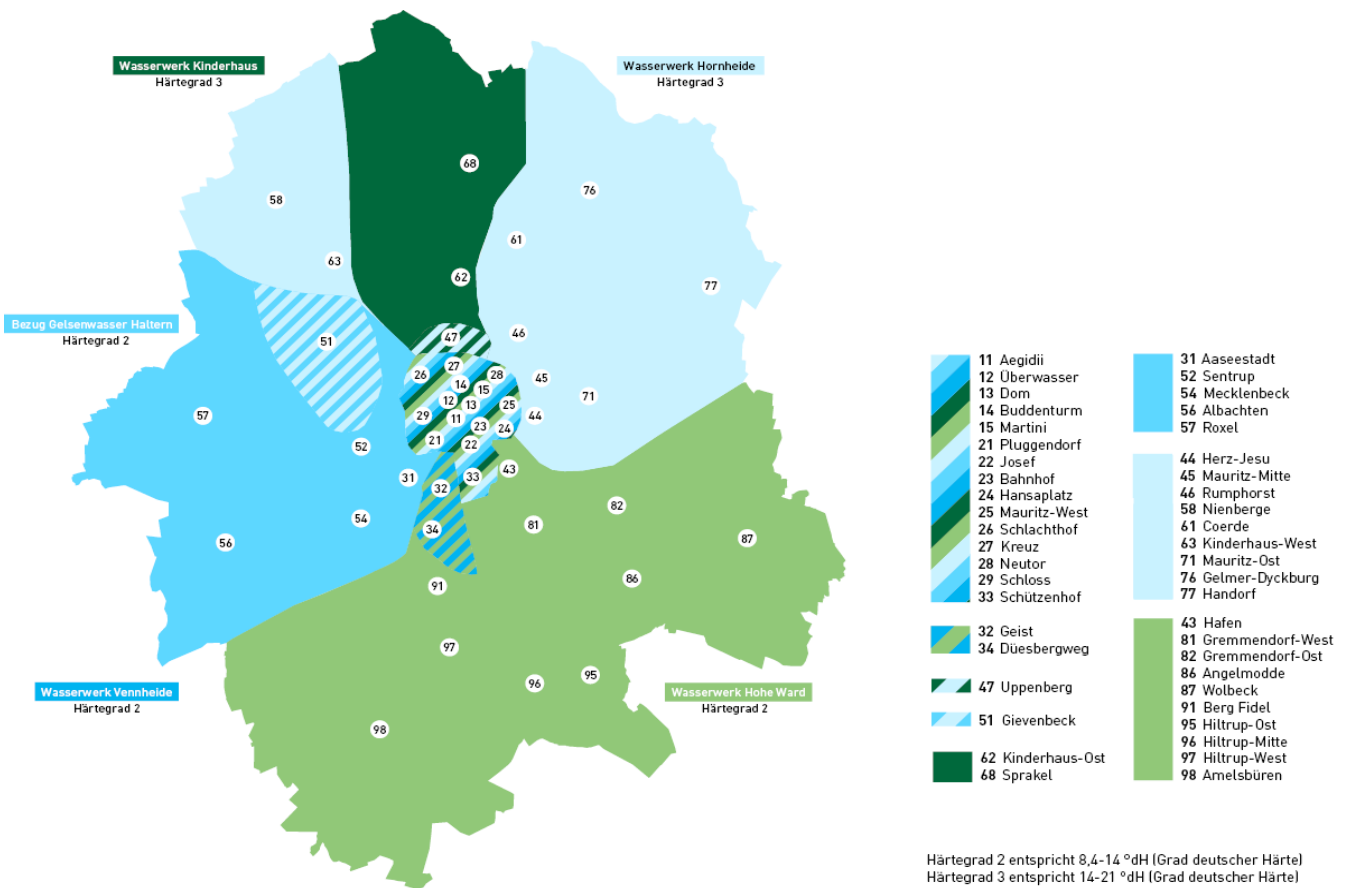 Wasserwerk Kinderhaus
Härtegrad 3
Wasserwerk Hornheide
Härtegrad 3
68
76
58
61
63
62
77
Bezug Gelsenwasser Haltern
Härtegrad 2
51
47
46
27
26
28
45
14
15
71
12
13
25
57
29
11
44
23
24
21
22
52
43
31
33
32
82
54
81
34
87
56
86
91
97
95
96
98
Wasserwerk Vennheide
Härtegrad 2
Wasserwerk Hohe Ward
Härtegrad 2
11 Aegidii
12 Überwasser
13 Dom
14 Buddenturm
15 Martini
21 Pluggendorf
22 Josef
23 Bahnhof
24 Hansaplatz
25 Mauritz-West
26 Schlachthof
27 Kreuz
28 Neutor
29 Schloss
33 Schützenhof
32 Geist
34 Düesbergweg
47 Uppenberg
51 Gievenbeck
62 Kinderhaus-Ost
68 Sprakel
31 Aaseestadt
52 Sentrup
54 Mecklenbeck
56 Albachten
57 Roxel
44 Herz-Jesu
45 Mauritz-Mitte
46 Rumphorst
58 Nienberge
61 Coerde
63 Kinderhaus-West
71 Mauritz-Ost
76 Gelmer-Dyckburg
77 Handorf
43 Hafen
81 Gremmendorf-West
82 Gremmendorf-Ost
86 Angelmodde
87 Wolbeck
91 Berg Fidel
95 Hiltrup-Ost
96 Hiltrup-Mitte
97 Hiltrup-West
98 Amelsbüren
Härtegrad 2 entspricht 8,4-14 °dH (Grad deutscher Härte)
Härtegrad 3 entspricht 14-21 °dH (Grad deutscher Härte)